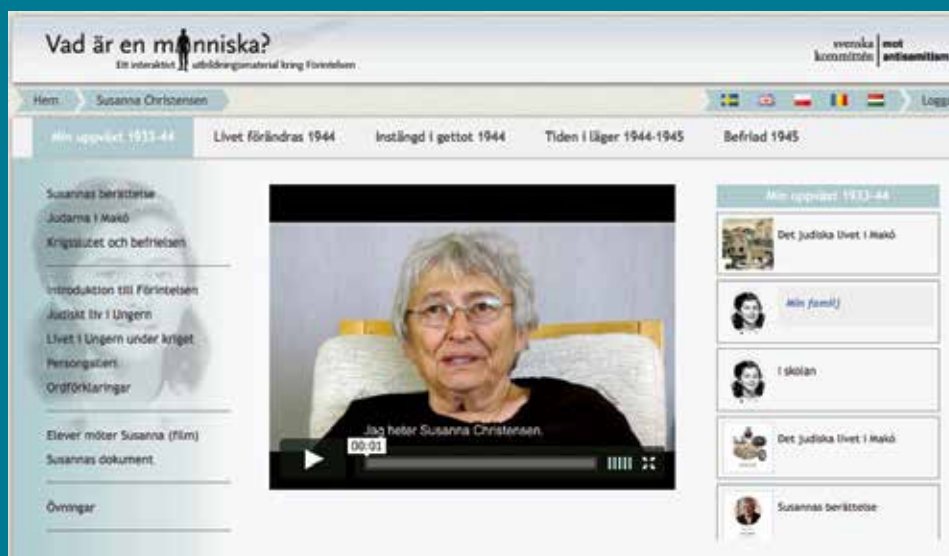 Vad är en människa?
Ett interaktivt utbildningsmaterial kring Förintelsen
svenska kommittén
mot antisemitism
Hem
Susanna Christensen
Logg
Min uppväxt 1933-44
Livet förändras 1944
Instängd i gettot 1944
Tiden i läger 1944-1945
Befriad 1945
Susannas berättelse
Judarna i Makó
Krigsslutet och befrielsen
Introduktion till Förintelsen
Judiskt liv i Ungern
Livet i Ungern under kriget
Persongalleri
Ordförklaringar
Elever möter Susanna (film)
Susannas dokument
Övningar
Jag heter Susanna Christensen.
00:01
Min uppväxt 1933-44
Det judiska livet i Makó
Min familj
I skolan
Det judiska livet i Makó
Susannas berättelse